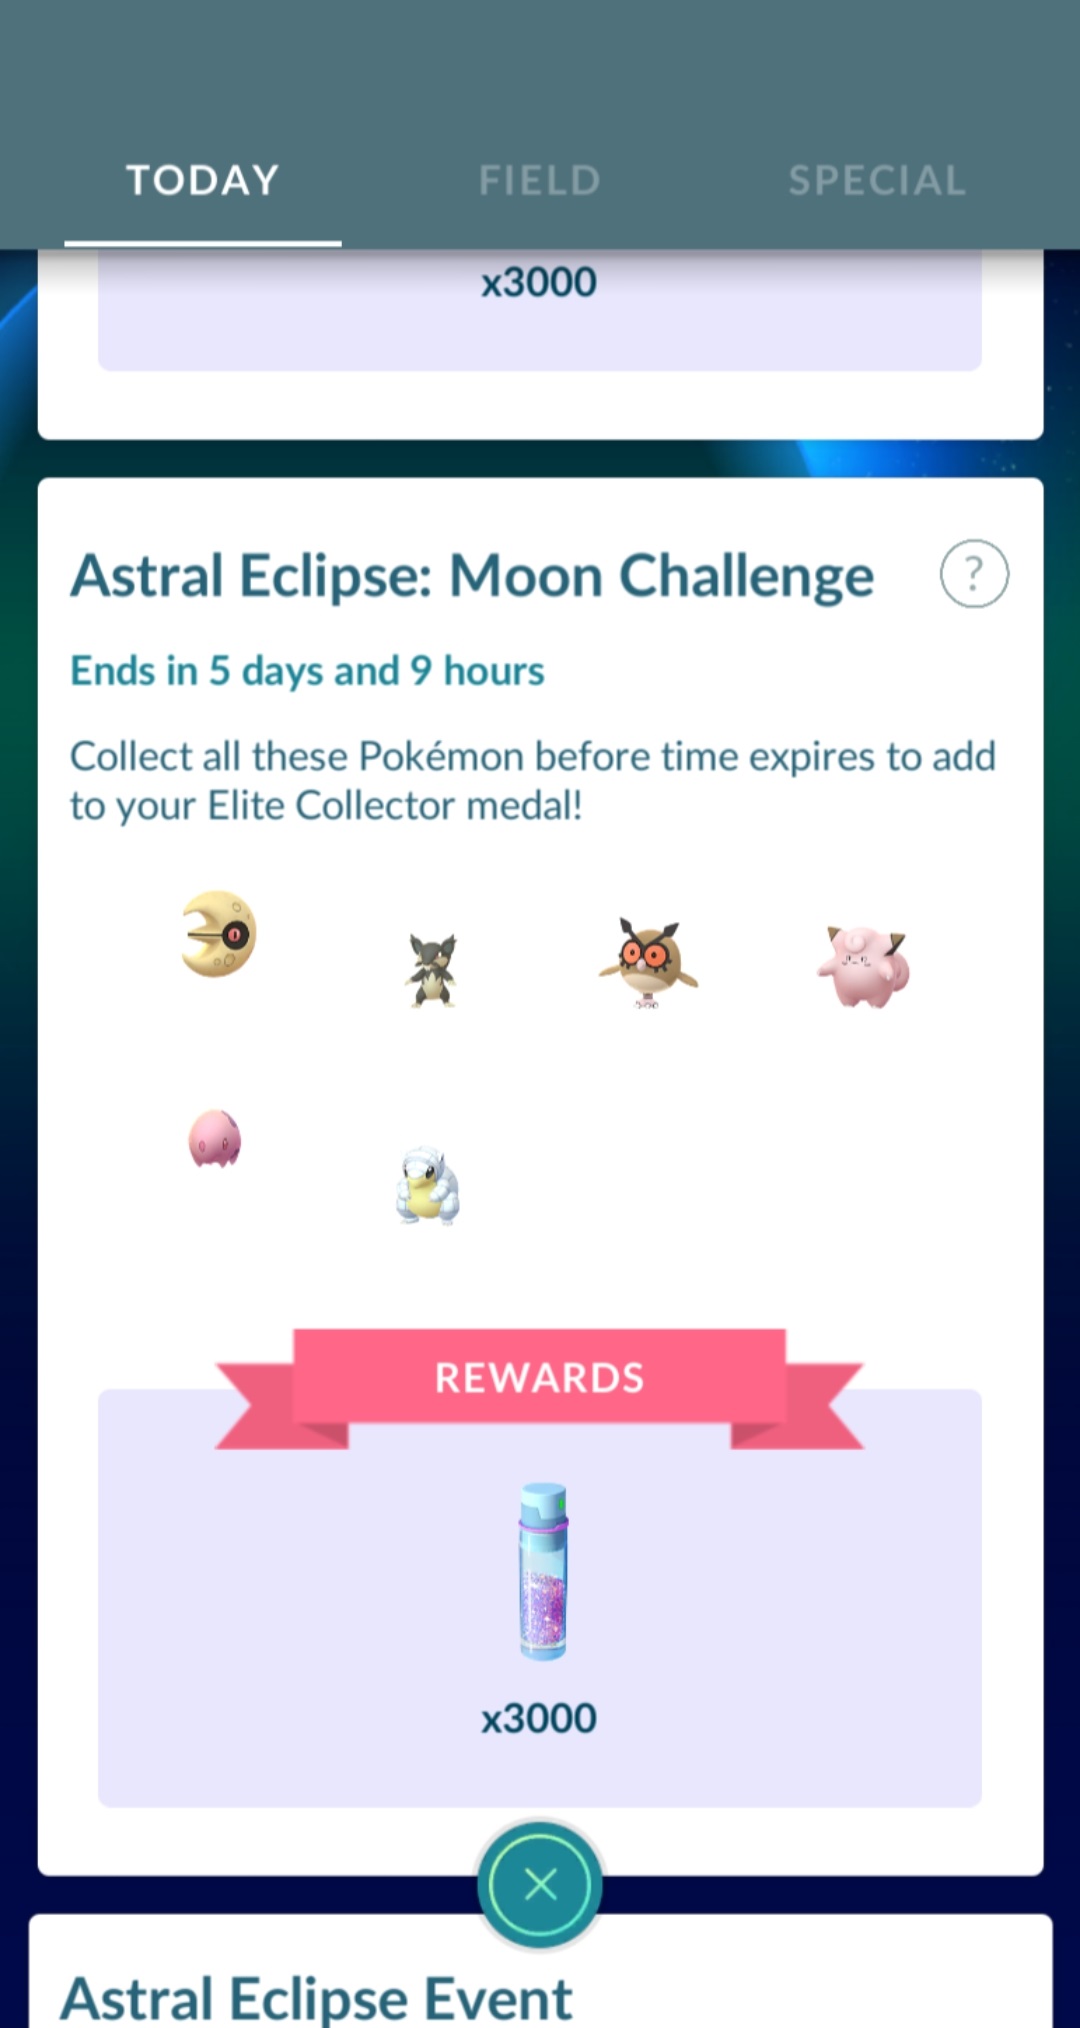 TODAY FIELD SPECIAL
x3000
Astral Eclipse: Moon Challenge ?
Ends in 5 days and 9 hours
Collect all these Pokémon before time expires to add
to your Elite Collector medal!
REWARDS
x3000
Astral Eclipse Event